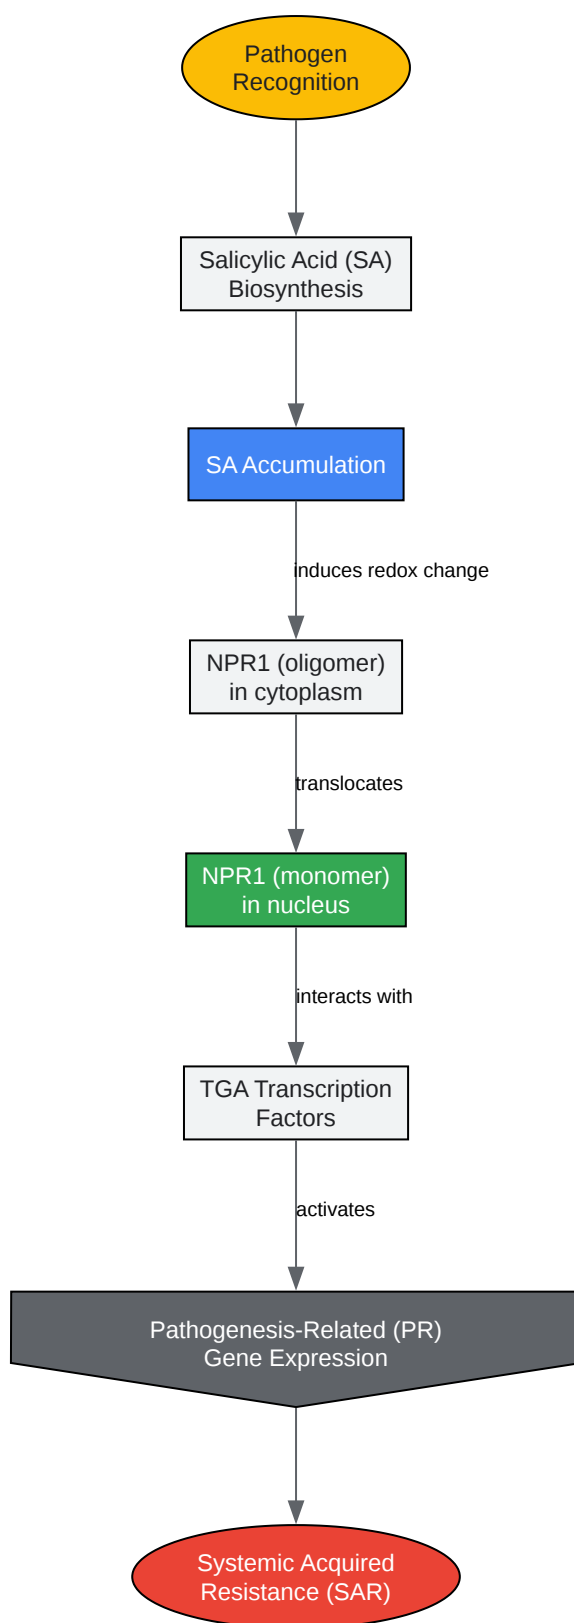 Pathogen
Recognition
Salicylic Acid (SA)
Biosynthesis
SA Accumulation
induces redox change
NPR1 (oligomer)
in cytoplasm
translocates
NPR1 (monomer)
in nucleus
interacts with
TGA Transcription
Factors
activates
Pathogenesis-Related (PR)
Gene Expression
Systemic Acquired
Resistance (SAR)